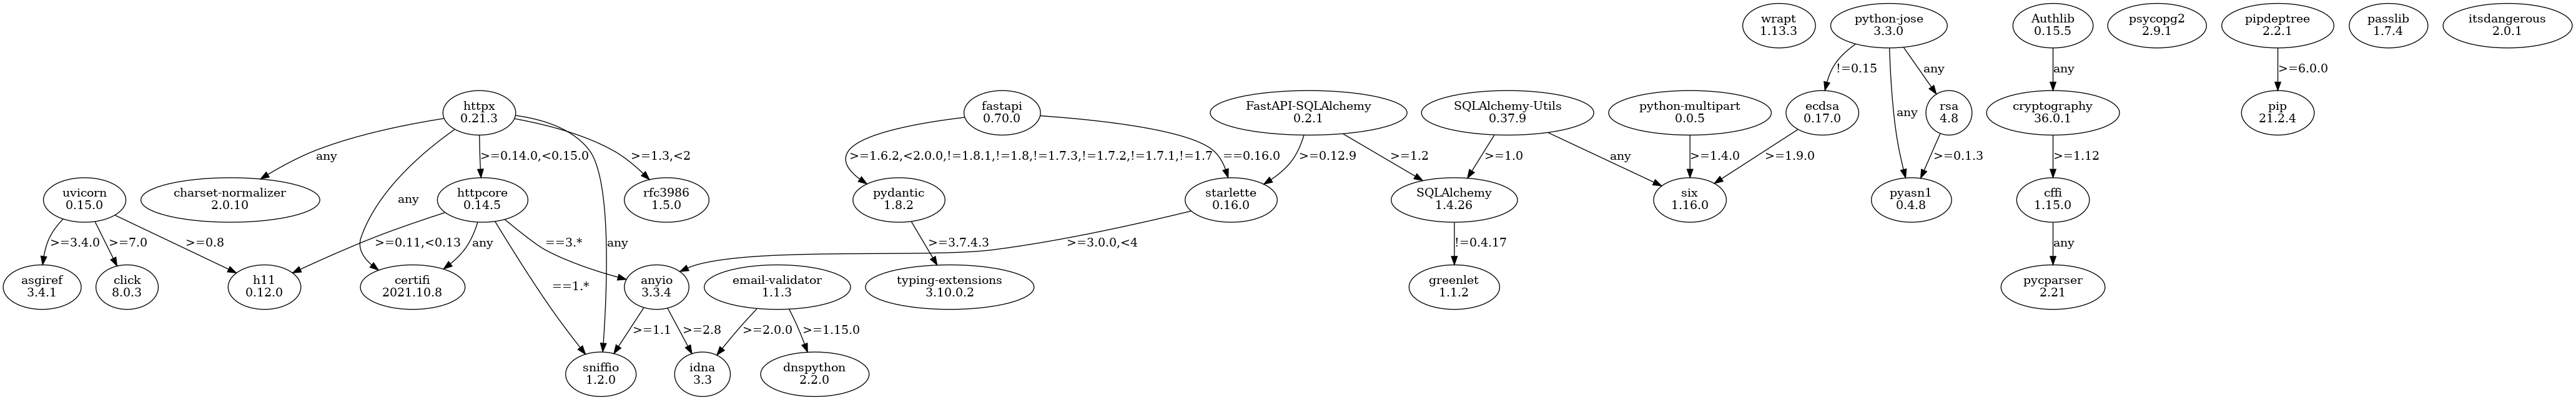 wrapt
1.13.3
python-jose
3.3.0
Authlib
0.15.5
psycopg2
2.9.1
pipdeptree
2.2.1
passlib
1.7.4
itsdangerous
2.0.1
!=0.15
any
any
any
>=6.0.0
httpx
0.21.3
fastapi
0.70.0
FastAPI-SQLAlchemy
0.2.1
SQLAlchemy-Utils
0.37.9
python-multipart
0.0.5
ecdsa
0.17.0
rsa
4.8
cryptography
36.0.1
pip
21.2.4
any
any
>=0.14.0,<0.15.0
any
>=1.3,<2
>=1.6.2,<2.0.0,!=1.8.1,!=1.8,!=1.7.3,!=1.7.2,!=1.7.1,!=1.7
==0.16.0
>=0.12.9
>=1.2
>=1.0
any
>=1.4.0
>=1.9.0
>=0.1.3
>=1.12
uvicorn
0.15.0
charset-normalizer
2.0.10
httpcore
0.14.5
rfc3986
1.5.0
pydantic
1.8.2
starlette
0.16.0
SQLAlchemy
1.4.26
six
1.16.0
pyasn1
0.4.8
cffi
1.15.0
>=3.4.0
>=7.0
>=0.8
>=0.11,<0.13
any
==1.*
==3.*
>=3.7.4.3
>=3.0.0,<4
!=0.4.17
any
asgiref
3.4.1
click
8.0.3
h11
0.12.0
certifi
2021.10.8
anyio
3.3.4
email-validator
1.1.3
typing-extensions
3.10.0.2
greenlet
1.1.2
pycparser
2.21
>=1.1
>=2.8
>=2.0.0
>=1.15.0
sniffio
1.2.0
idna
3.3
dnspython
2.2.0